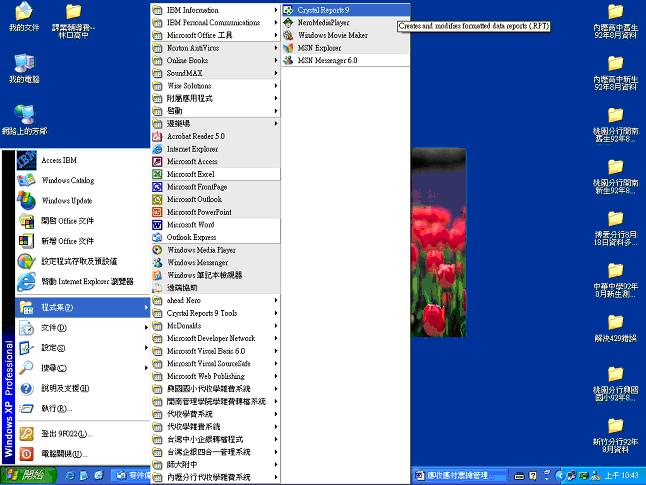 我的文件
課業輔導費--
林口高中
我的電腦
網路上的芳鄰
Access IBM
Windows Catalog
Windows Update
開啟 Office 文件
新增 Office 文件
設定程式存取及預設值
啟動 Internet Explorer 瀏覽器
程式集(P)
文件(D)
設定(S)
搜尋(C)
說明及支援(H)
執行(R)...
登出 9F022(L)...
電腦關機(U)...
Windows XP Professional
IBM Information
IBM Personal Communications
Microsoft Office 工具
Norton AntiVirus
Online Books
SoundMAX
Wise Solutions
附屬應用程式
啟動
遊樂場
Acrobat Reader 5.0
Internet Explorer
Microsoft Access
Microsoft Excel
Microsoft FrontPage
Microsoft Outlook
Microsoft PowerPoint
Microsoft Word
Outlook Express
Windows Media Player
Windows Messenger
Windows 筆記本檢視器
遠端協助
ahead Nero
Crystal Reports 9 Tools
McDonalds
Microsoft Developer Network
Microsoft Visual Basic 6.0
Microsoft Visual SourceSafe
Microsoft Web Publishing
興國國小代收學雜費系統
開南管理學院學雜費轉檔系統
代收學費系統
代收學雜費系統
台灣中小企銀轉檔程式
台灣企銀四合一管理系統
師大附中
內壢分行代收學雜費系統
Crystal Reports 9
NeroMediaPlayer
Windows Movie Maker
MSN Explorer
MSN Messenger 6.0
Creates and modifies formatted data reports (.RPT)
內壢高中舊生
92年8月資料
內壢高中新生
92年8月資料
桃園分行開南
舊生92年8...
桃園分行開南
新生92年8...
博愛分行8月
18日資料多...
中華中學92年
8月新生測...
解決429錯誤
桃園分行興國
國小92年8...
新竹分行92年
8月資料
開始
寄件備
應收應付票據管理...
上午 10:43